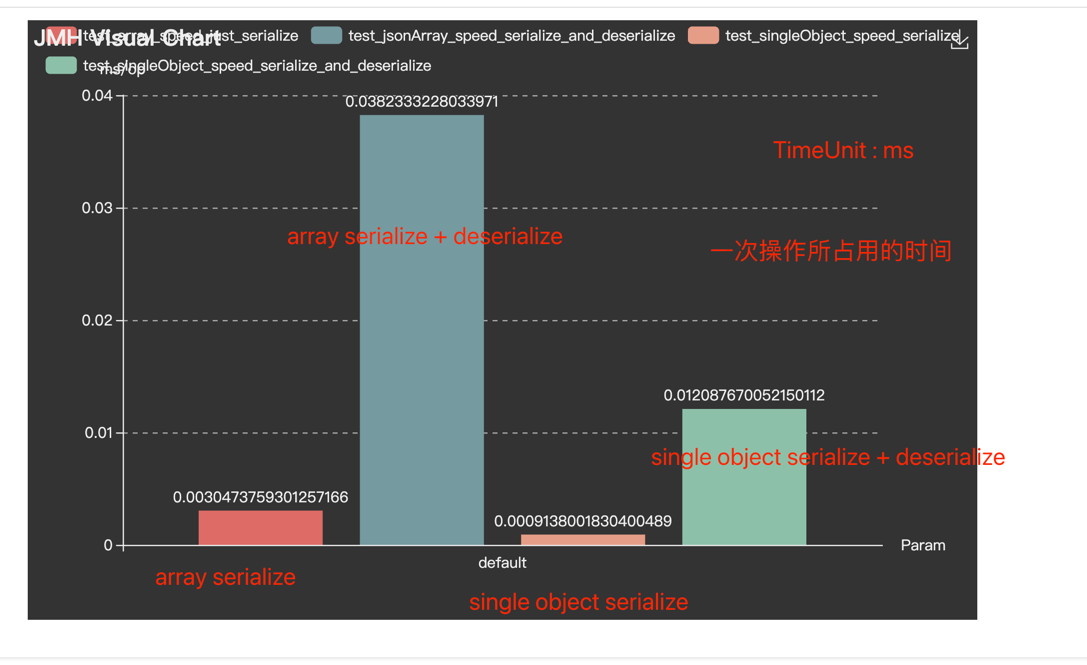 JMH Visual Chart
test_array_speed_just_serialize
test_jsonArray_speed_serialize_and_deserialize
test_singleObject_speed_serialize
test_singleObject_speed_serialize_and_deserialize
ms/op
0.04
0.0382333228033971
TimeUnit : ms
0.03
array serialize + deserialize
一次操作所占用的时间
0.02
0.012087670052150112
0.01
single object serialize + deserialize
0.0030473759301257166
0.0009138001830400489
0
Param
default
array serialize
single object serialize